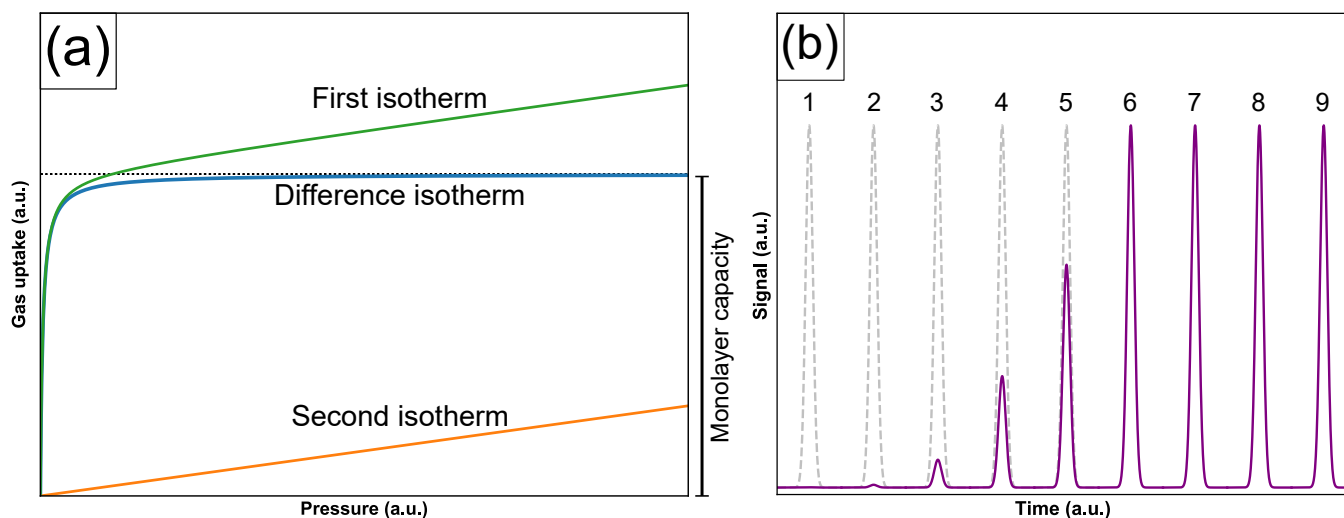 (a)
First isotherm
Difference isotherm
Second isotherm
Gas uptake (a.u.)
Pressure (a.u.)
Monolayer capacity
(b)
1 2 3 4 5 6 7 8 9
Signal (a.u.)
Time (a.u.)